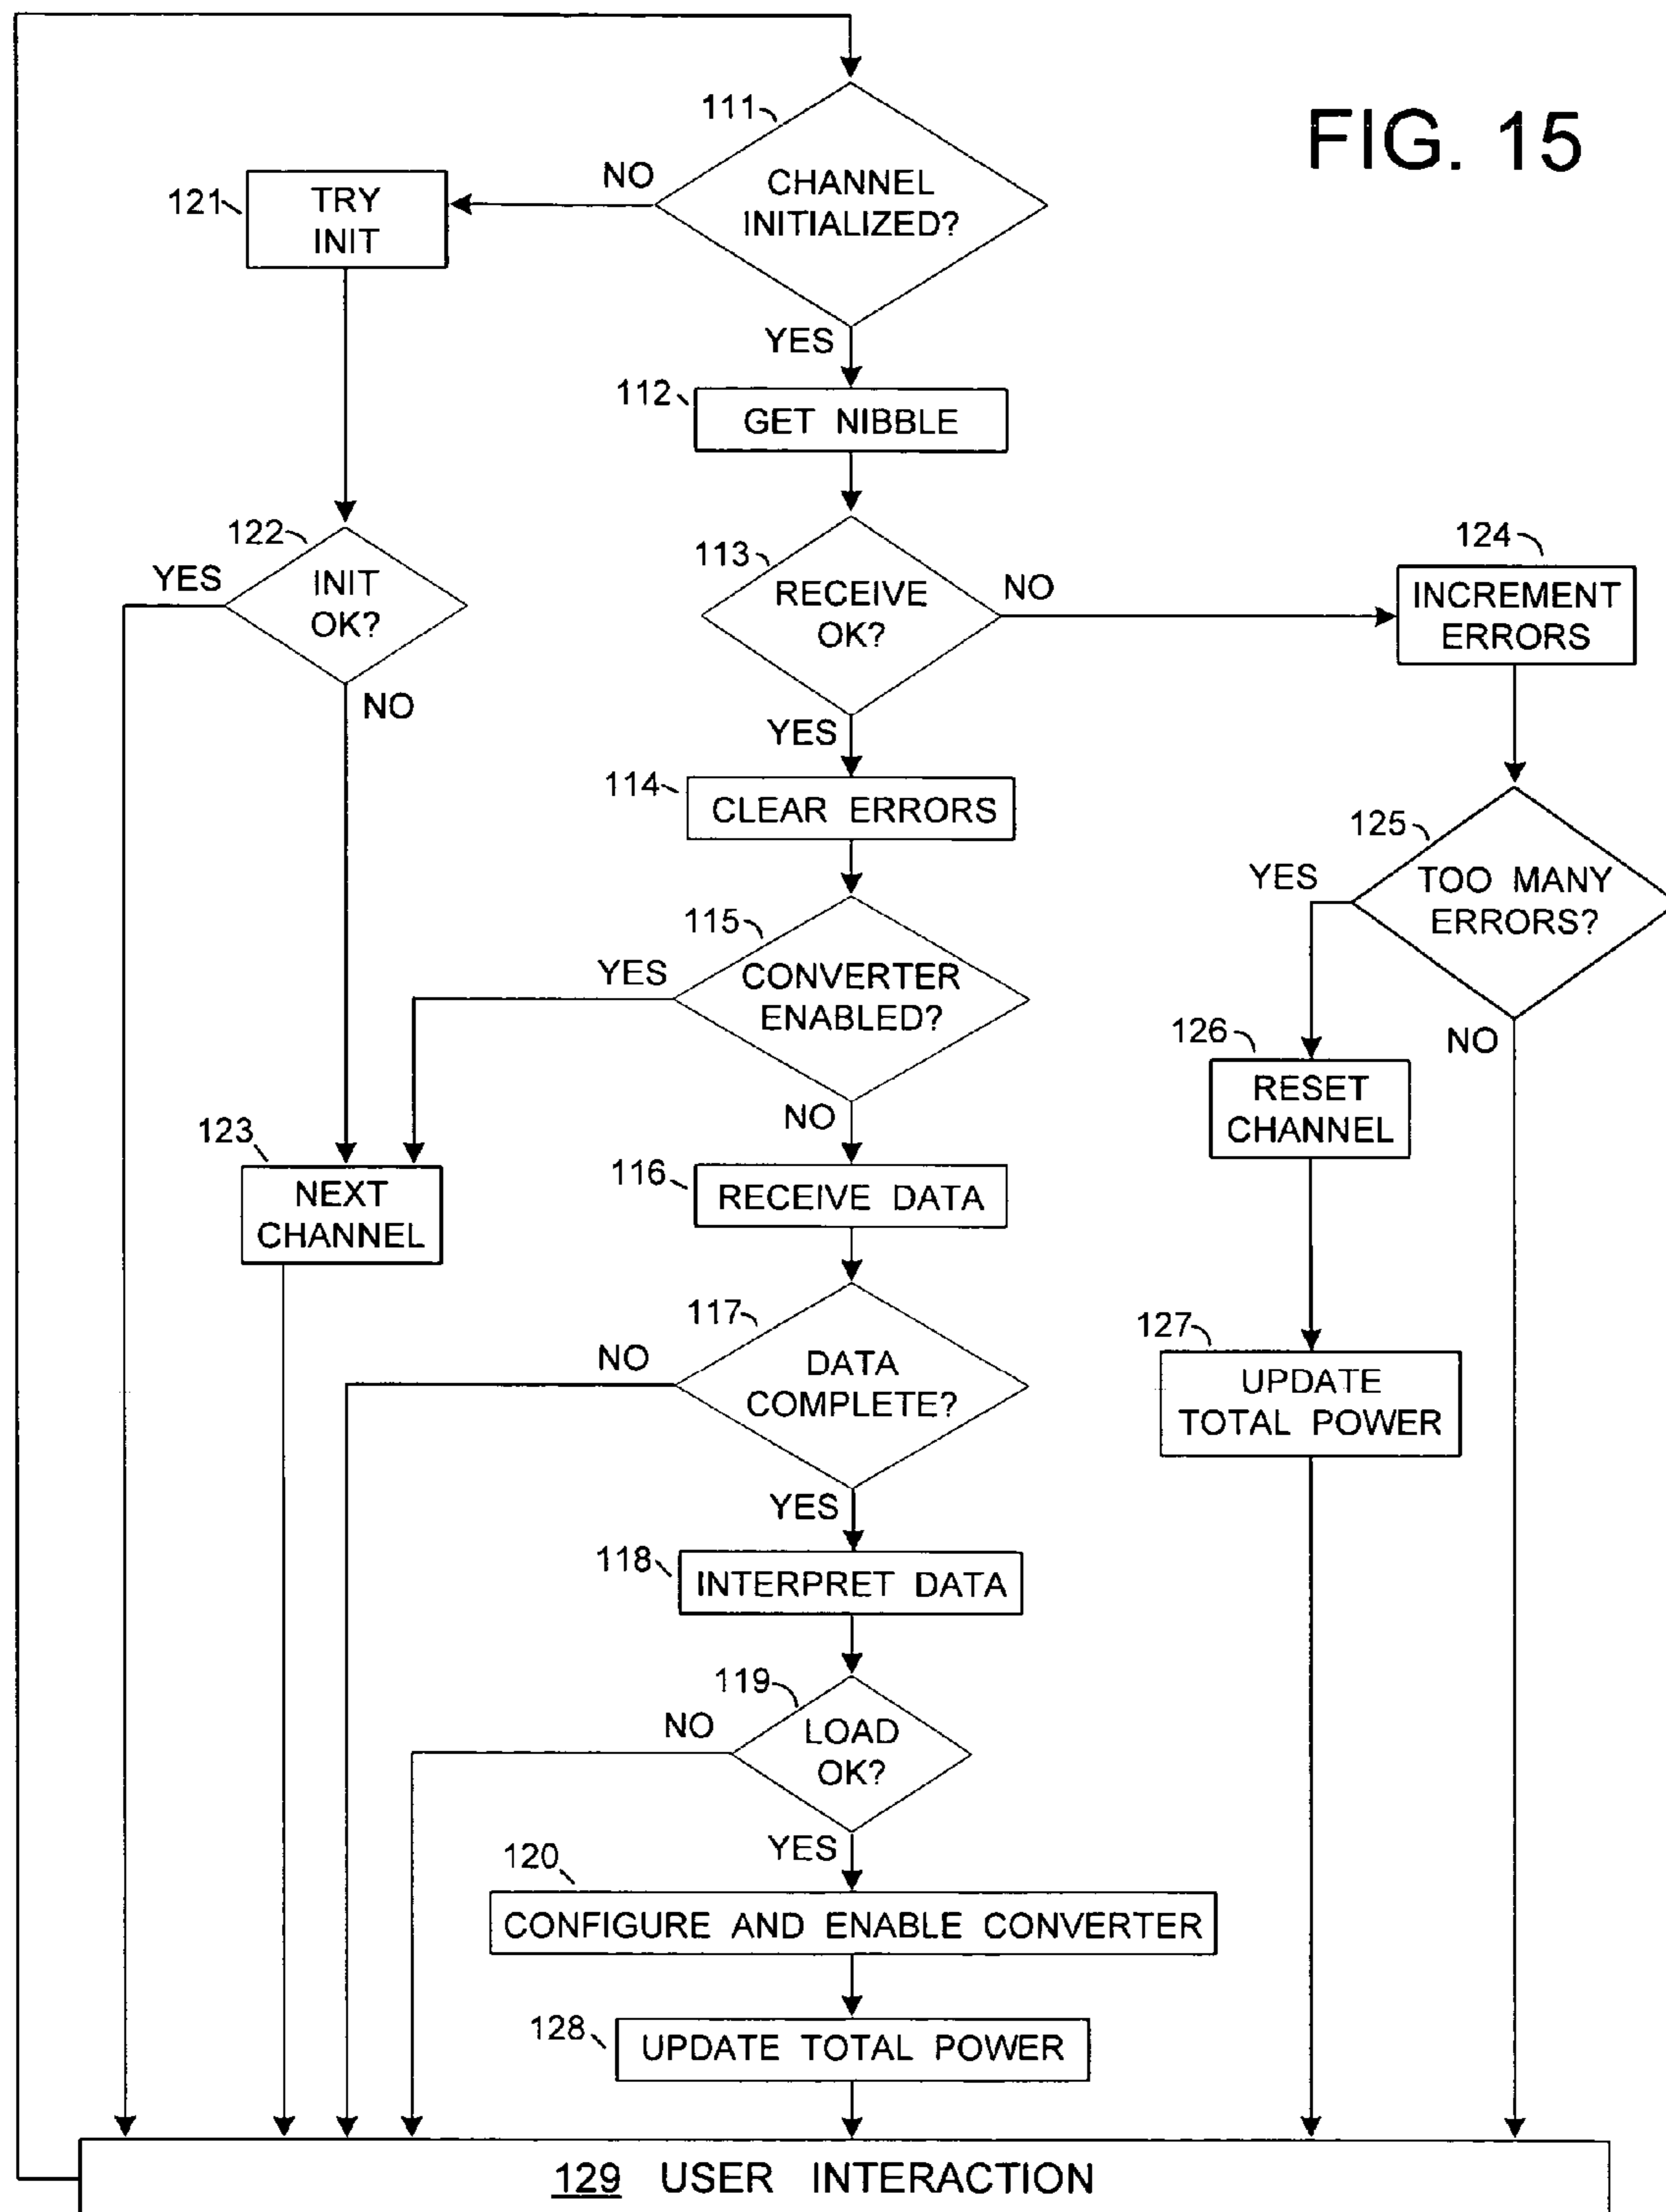 FIG. 15
111
CHANNEL
INITIALIZED?
NO
121
TRY
INIT
YES
112
GET NIBBLE
122
INIT
OK?
YES
NO
113
RECEIVE
OK?
NO
124
INCREMENT
ERRORS
YES
114
CLEAR ERRORS
125
TOO MANY
ERRORS?
YES
NO
115
CONVERTER
ENABLED?
YES
NO
126
RESET
CHANNEL
123
NEXT
CHANNEL
116
RECEIVE DATA
117
DATA
COMPLETE?
NO
127
UPDATE
TOTAL POWER
YES
118
INTERPRET DATA
119
LOAD
OK?
NO
YES
120
CONFIGURE AND ENABLE CONVERTER
128
UPDATE TOTAL POWER
129 USER INTERACTION